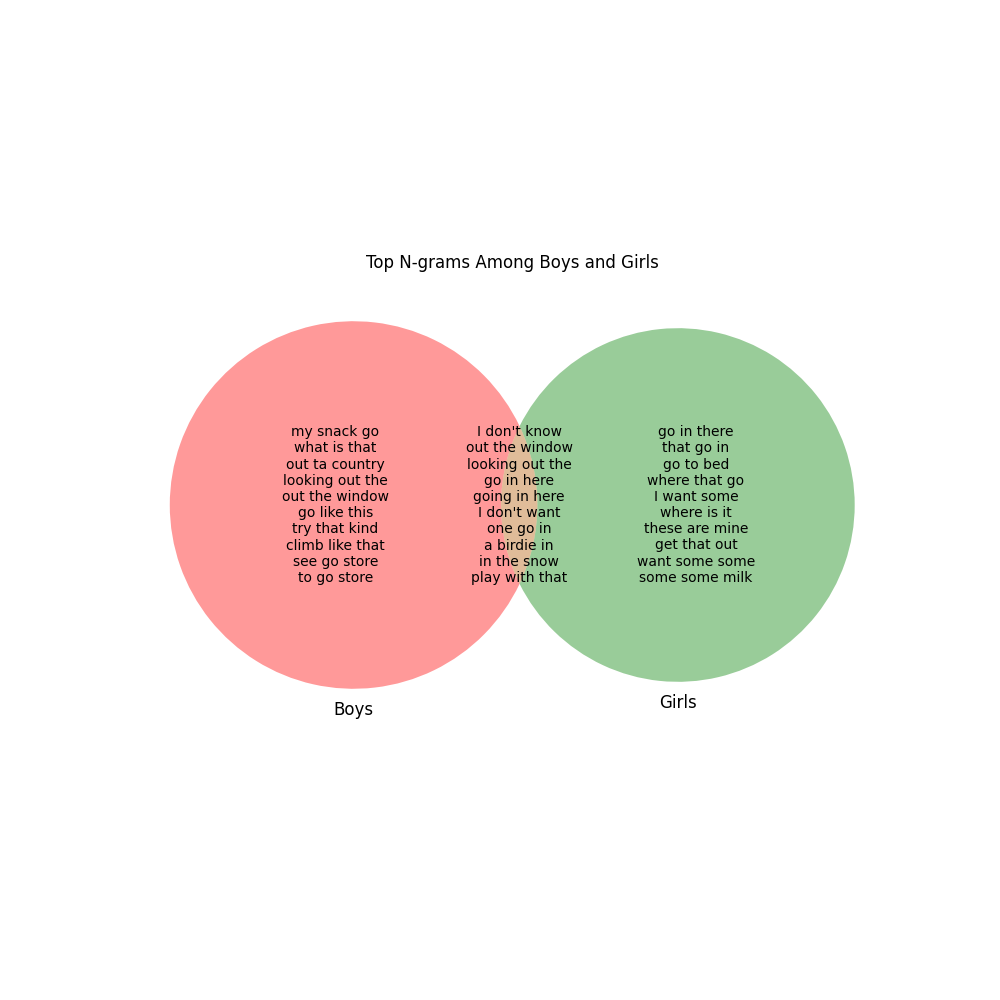 Top N-grams Among Boys and Girls
my snack go
what is that
out ta country
looking out the
out the window
go like this
try that kind
climb like that
see go store
to go store
I don't know
out the window
looking out the
go in here
going in here
I don't want
one go in
a birdie in
in the snow
play with that
go in there
that go in
go to bed
where that go
I want some
where is it
these are mine
get that out
want some some
some some milk
Boys
Girls